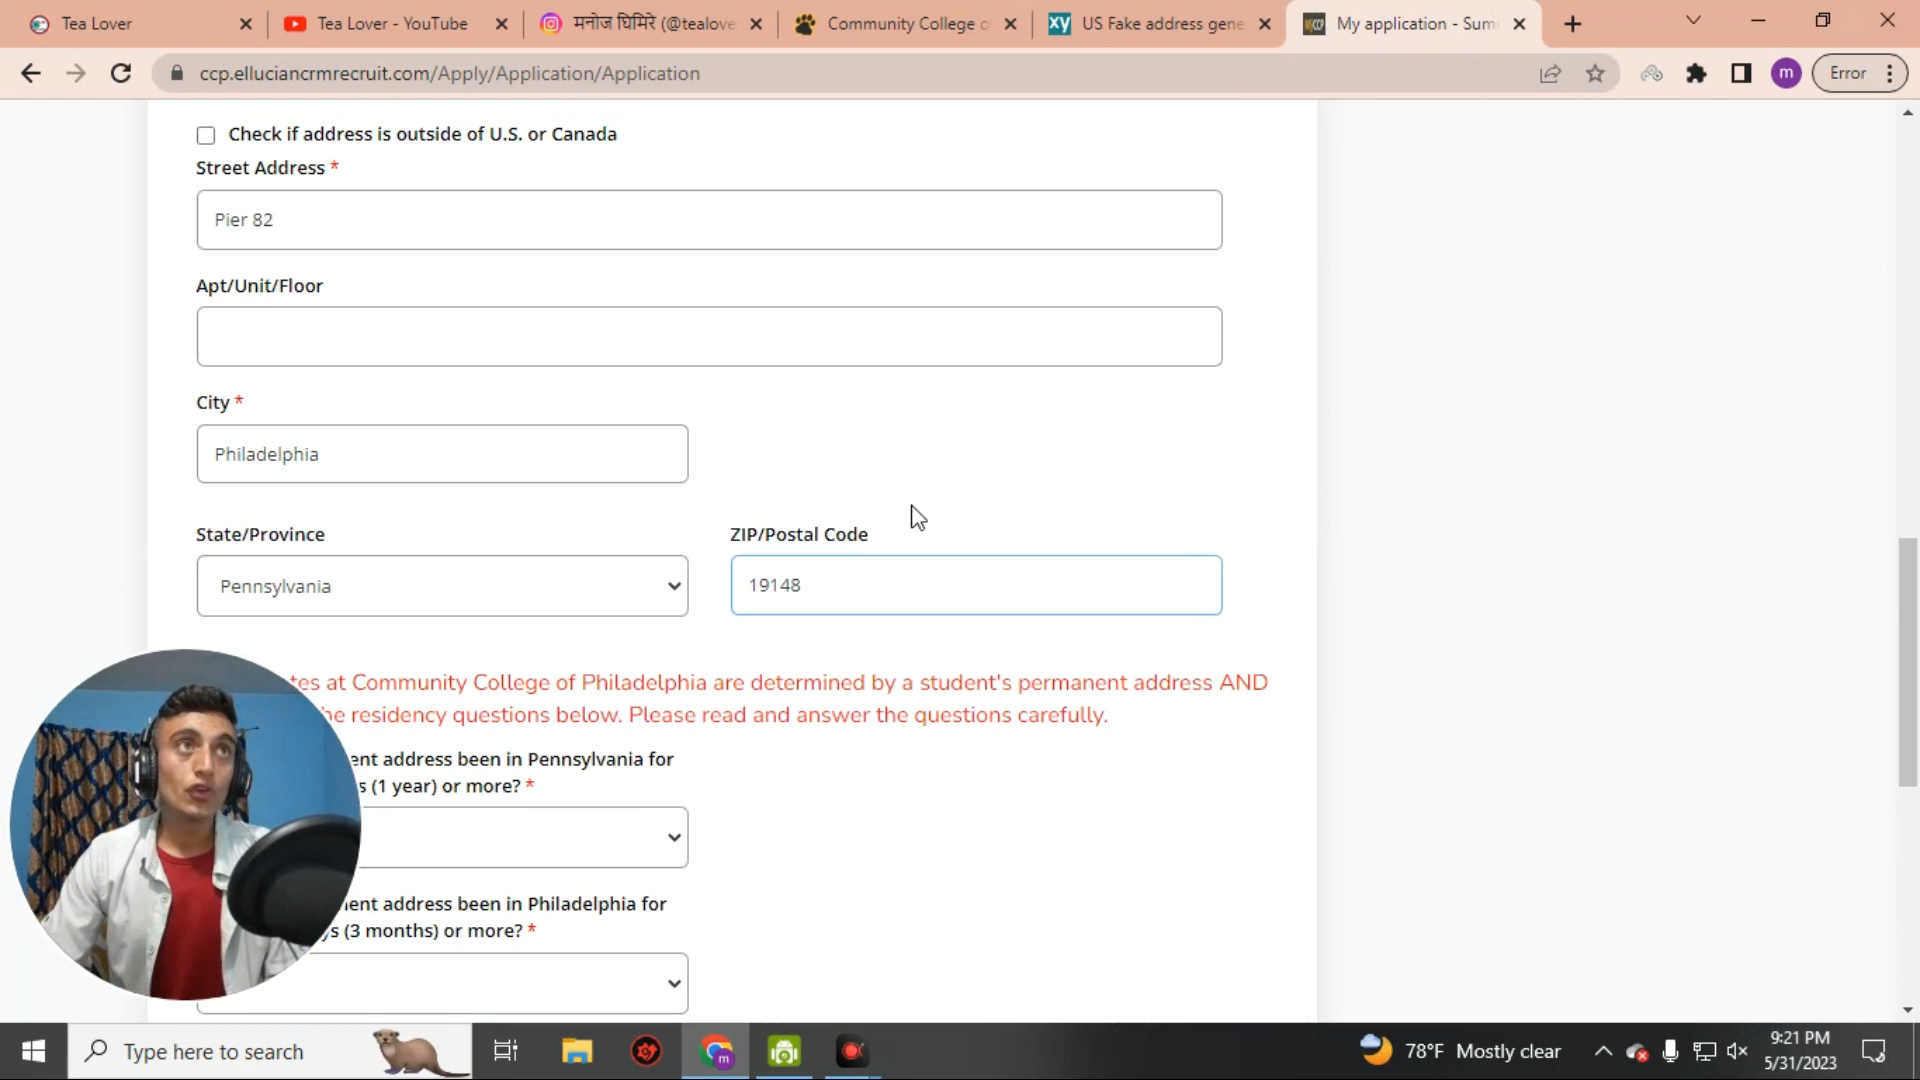 Tea Lover
Tea Lover - YouTube
मनोज घिमिरे (@tealove
Community College o
xy US Fake address gene
My application - Sum
ccp.elluciancrmrecruit.com/Apply/Application/Application
m
Error
Check if address is outside of U.S. or Canada
Street Address *
Pier 82
Apt/Unit/Floor
City *
Philadelphia
State/Province
ZIP/Postal Code
Pennsylvania
19148
tes at Community College of Philadelphia are determined by a student's permanent address AND
he residency questions below. Please read and answer the questions carefully.
ent address been in Pennsylvania for
s (1 year) or more? *
ent address been in Philadelphia for
ys (3 months) or more? *
Type here to search
m
78°F Mostly clear
9:21 PM
5/31/2023